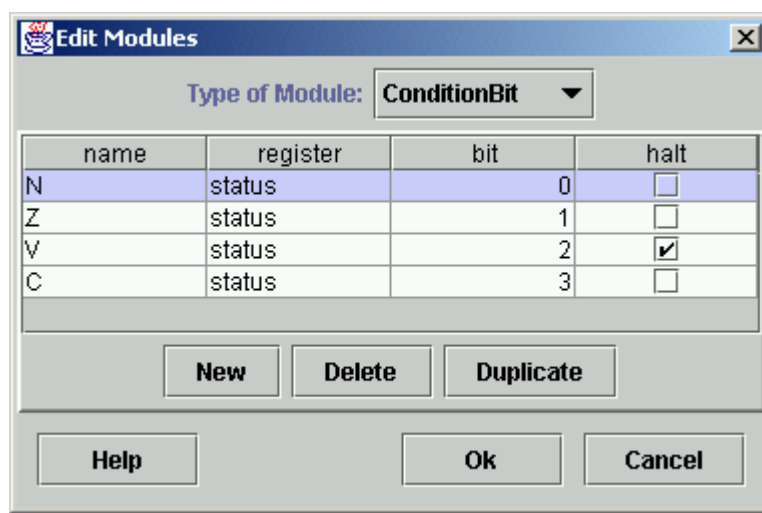 Edit Modules
Type of Module: ConditionBit
name register bit halt
N status 0
Z status 1
V status 2
C status 3
New Delete Duplicate
Help Ok Cancel